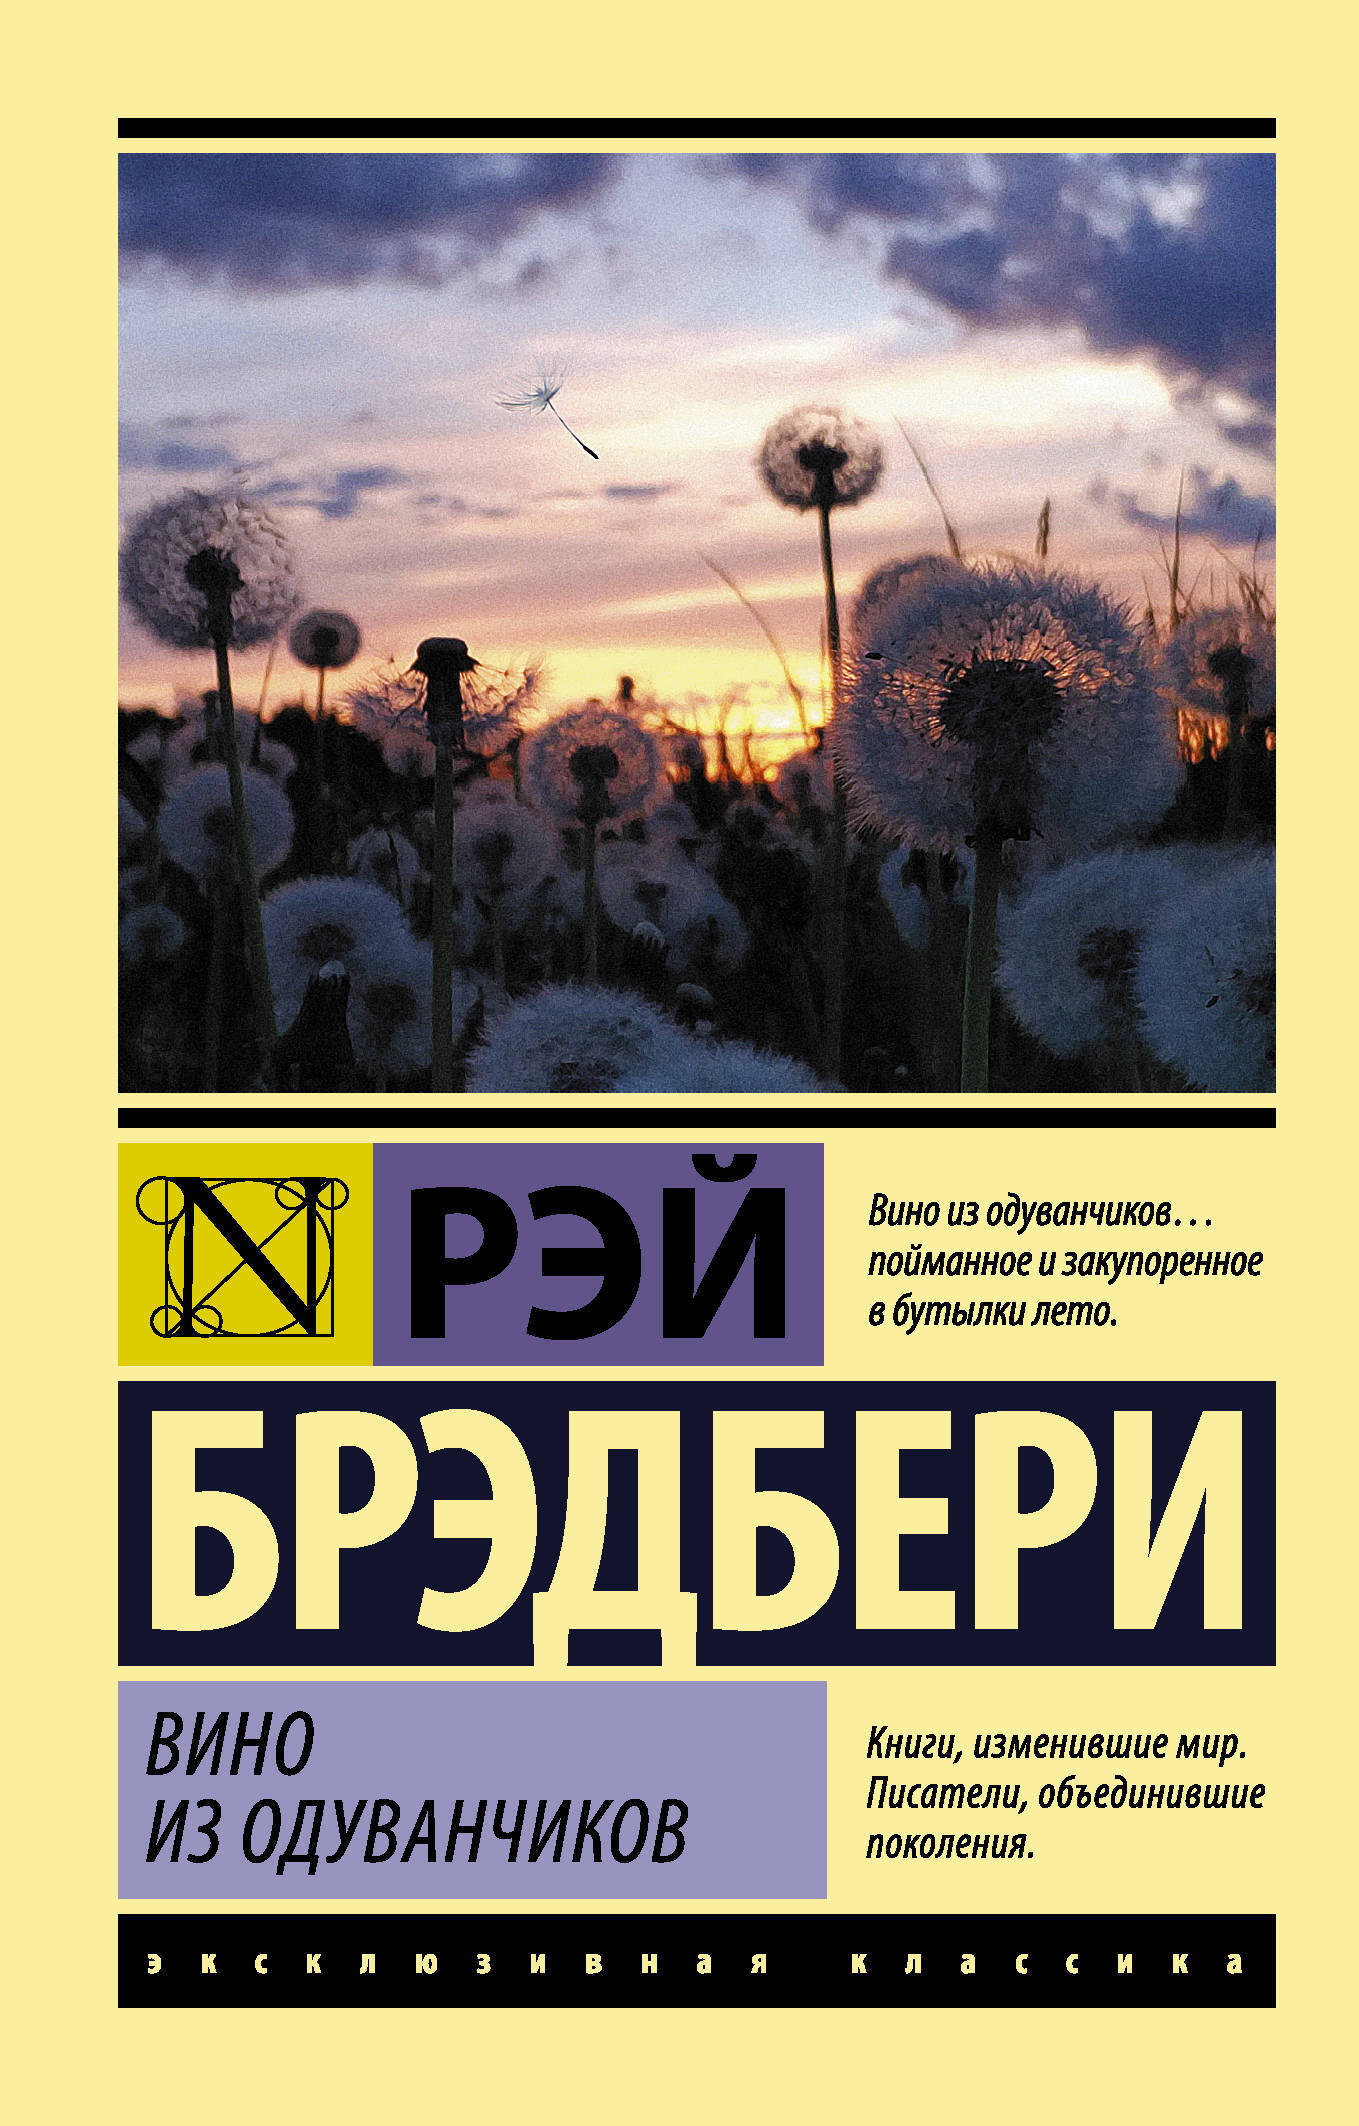 N
РЭЙ
Вино из одуванчиков...
пойманное и закупоренное
в бутылки лето.
БРЭДБЕРИ
ВИНО
ИЗ ОДУВАНЧИКОВ
Книги, изменившие мир.
Писатели, объединившие
поколения.
эксклюзивная классика